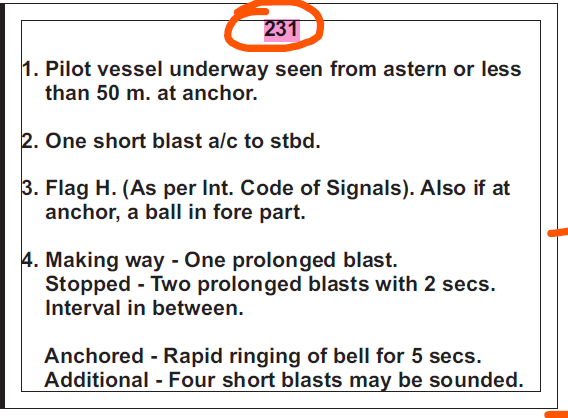 231
1. Pilot vessel underway seen from astern or less
than 50 m. at anchor.
2. One short blast a/c to stbd.
3. Flag H. (As per Int. Code of Signals). Also if at
anchor, a ball in fore part.
4. Making way - One prolonged blast.
Stopped - Two prolonged blasts with 2 secs.
Interval in between.
Anchored - Rapid ringing of bell for 5 secs.
Additional - Four short blasts may be sounded.